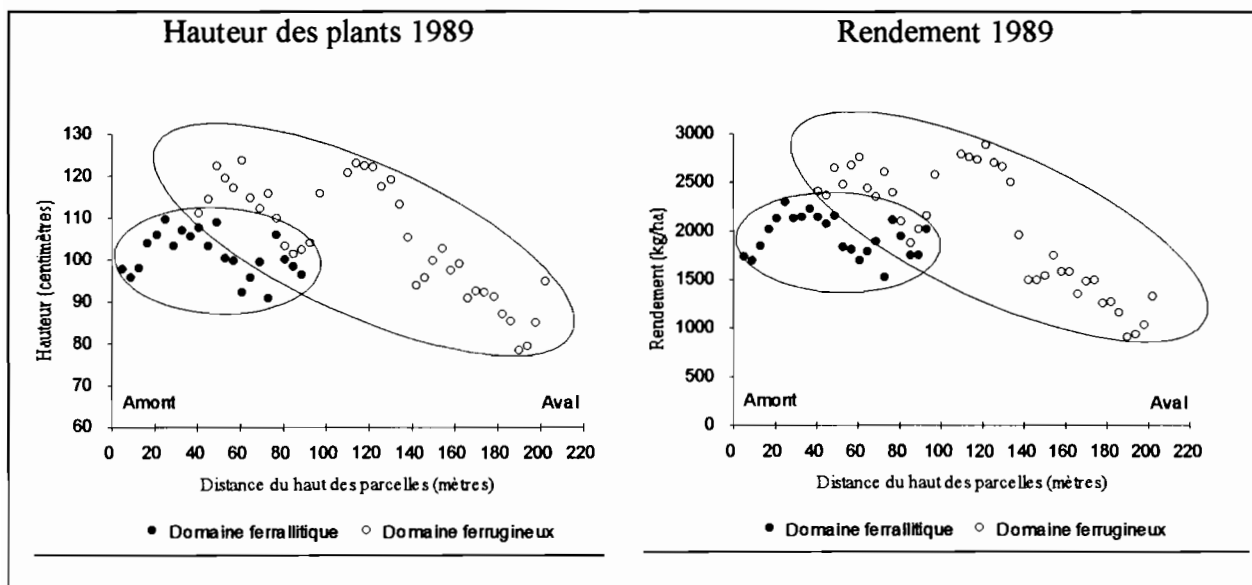 Hauteur des plants 1989
130
120
110
100
90
80
70
60
Hauteur (centimètres)
Amont
Aval
0 20 40 60 80 100 120 140 160 180 200 220
Distance du haut des parcelles (mètres)
● Domaine ferrallitique ○ Domaine ferrugineux
Rendement 1989
3000
2500
2000
1500
1000
500
0
Rendement (kg/ha)
Amont
Aval
0 20 40 60 80 100 120 140 160 180 200 220
Distance du haut des parcelles (mètres)
● Domaine ferrallitique ○ Domaine ferrugineux